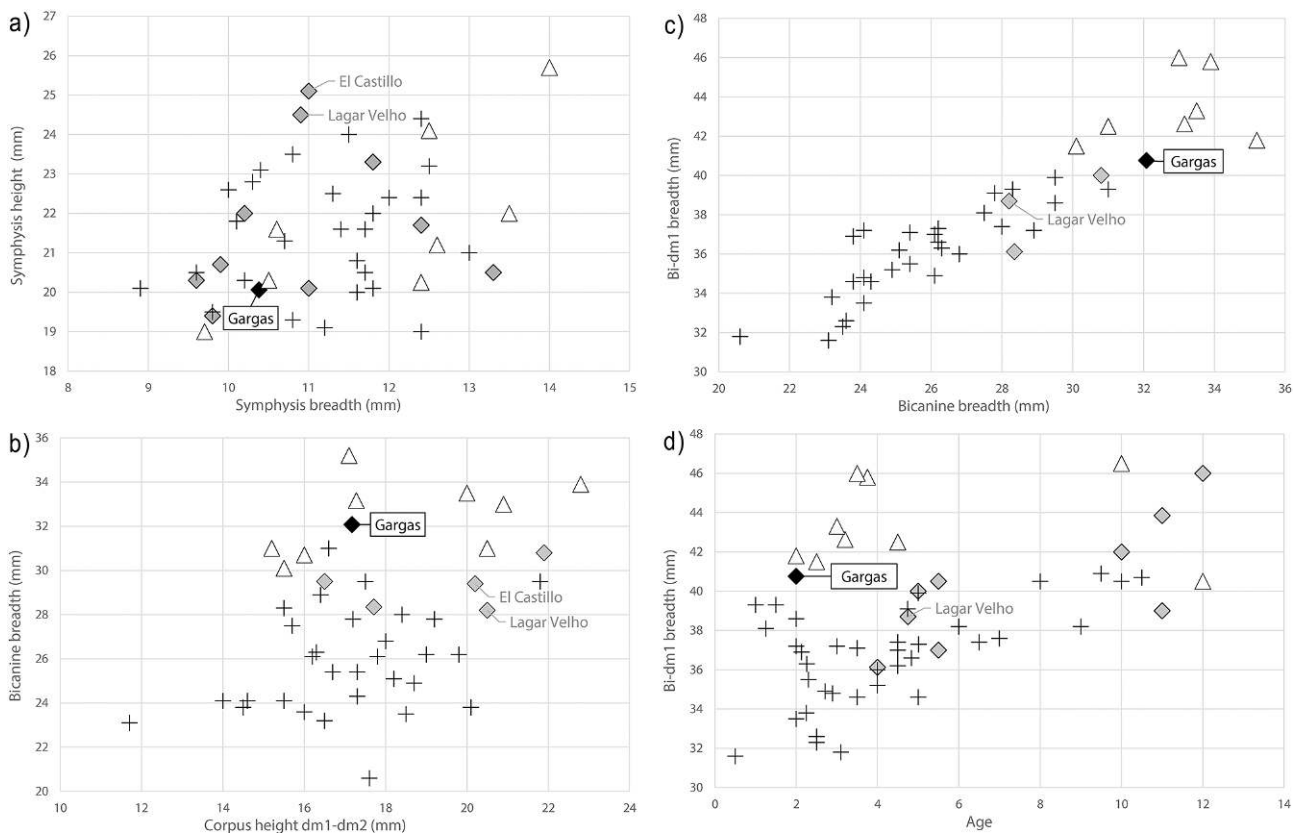 a)
27
26
25
24
23
22
21
20
19
18
Symphysis height (mm)
El Castillo
Lagar Velho
Gargas
8 9 10 11 12 13 14 15
Symphysis breadth (mm)
b)
36
34
32
30
28
26
24
22
20
Bicanine breadth (mm)
Gargas
El Castillo
Lagar Velho
10 12 14 16 18 20 22 24
Corpus height dm1-dm2 (mm)
c)
48
46
44
42
40
38
36
34
32
30
Bi-dm1 breadth (mm)
Gargas
Lagar Velho
20 22 24 26 28 30 32 34 36
Bicanine breadth (mm)
d)
48
46
44
42
40
38
36
34
32
30
Bi-dm1 breadth (mm)
Gargas
Lagar Velho
0 2 4 6 8 10 12 14
Age